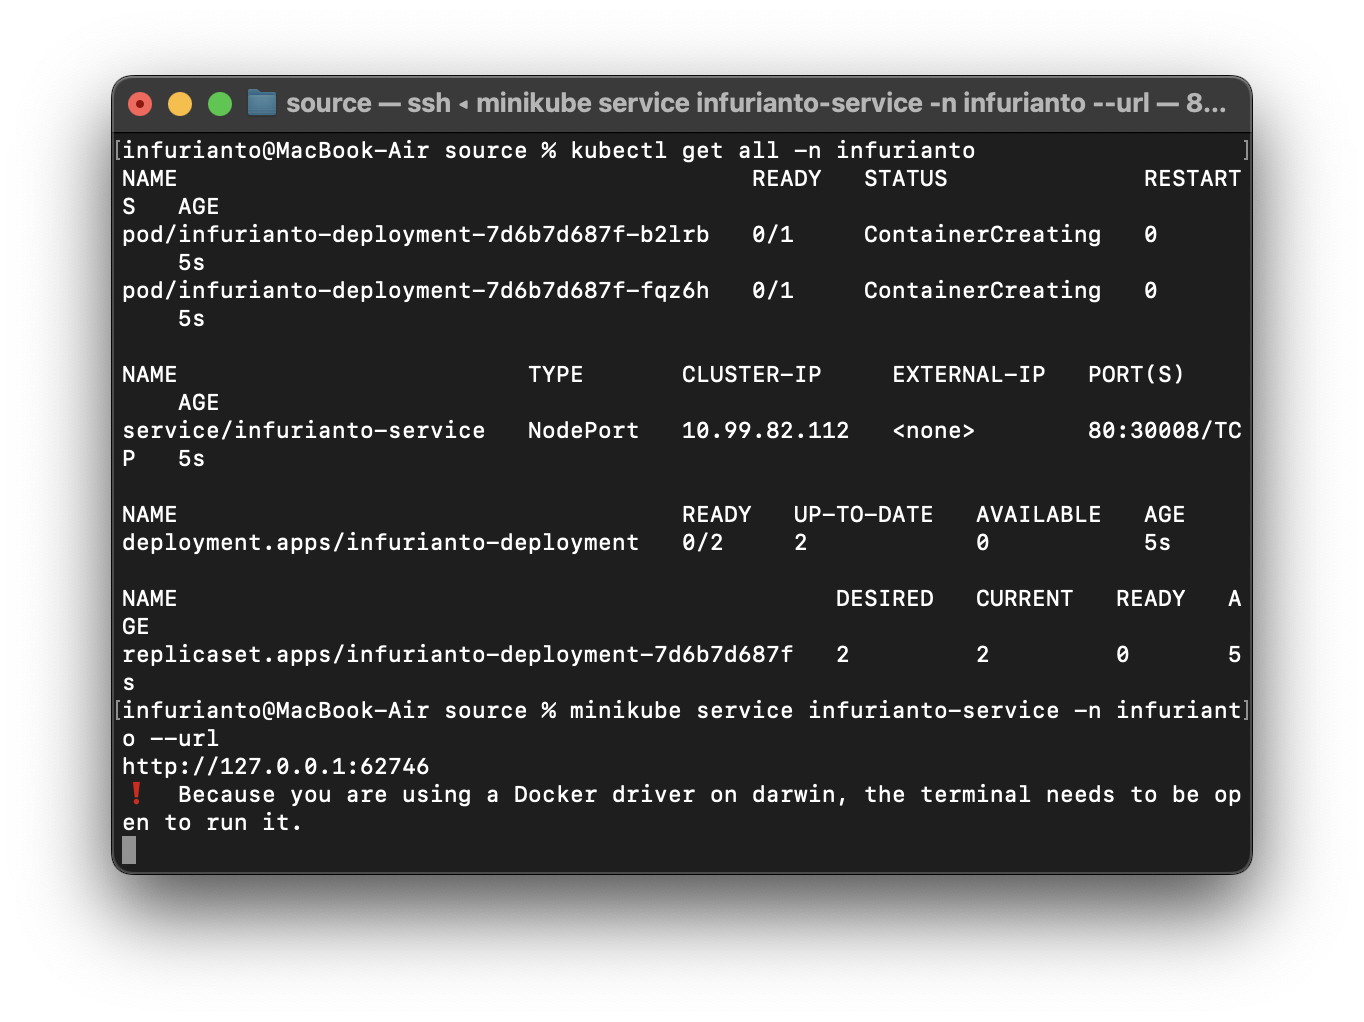 source — ssh ◂ minikube service infurianto-service -n infurianto --url — 8...
[infurianto@MacBook-Air source % kubectl get all -n infurianto ]
NAME READY STATUS RESTART
S AGE
pod/infurianto-deployment-7d6b7d687f-b2lrb 0/1 ContainerCreating 0
5s
pod/infurianto-deployment-7d6b7d687f-fqz6h 0/1 ContainerCreating 0
5s
NAME TYPE CLUSTER-IP EXTERNAL-IP PORT(S)
AGE
service/infurianto-service NodePort 10.99.82.112 <none> 80:30008/TC
P 5s
NAME READY UP-TO-DATE AVAILABLE AGE
deployment.apps/infurianto-deployment 0/2 2 0 5s
NAME DESIRED CURRENT READY A
GE
replicaset.apps/infurianto-deployment-7d6b7d687f 2 2 0 5
s
[infurianto@MacBook-Air source % minikube service infurianto-service -n infuriant]
o --url
http://127.0.0.1:62746
❗ Because you are using a Docker driver on darwin, the terminal needs to be op
en to run it.